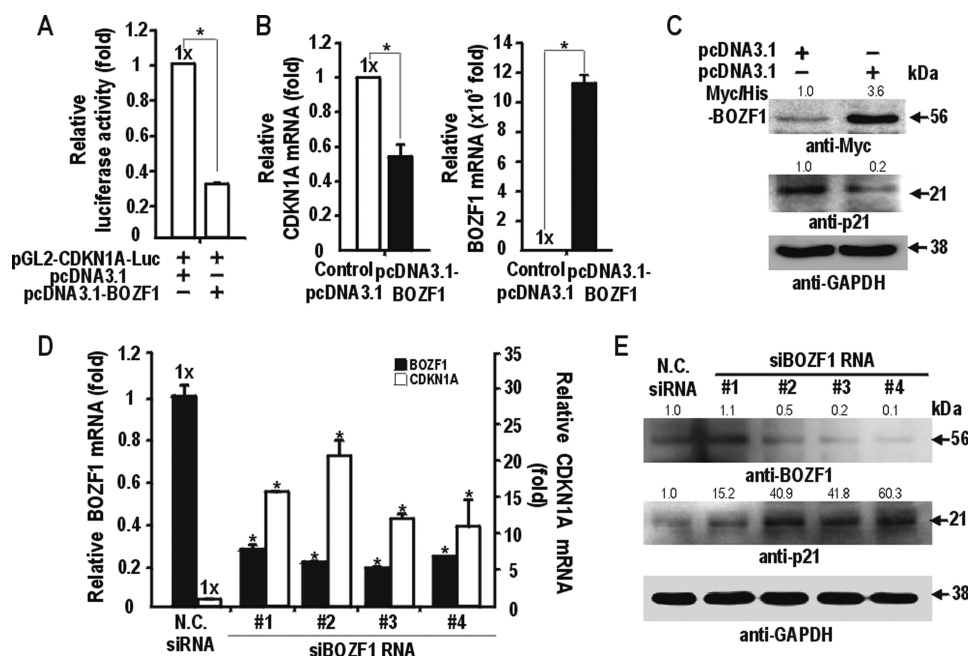 A
Relative
luciferase activity (fold)
1.2
1
0.8
0.6
0.4
0.2
0
1x
*
pGL2-CDKN1A-Luc + +
pcDNA3.1 + –
pcDNA3.1-BOZF1 – +
B
Relative
CDKN1A mRNA (fold)
1.2
1
0.8
0.6
0.4
0.2
0
1x
*
Control pcDNA3.1-
pcDNA3.1 BOZF1
Relative
BOZF1 mRNA (x10⁵ fold)
14
12
10
8
6
4
2
0
1x
*
Control pcDNA3.1-
pcDNA3.1 BOZF1
C
pcDNA3.1 + –
pcDNA3.1 – + kDa
Myc/His 1.0 3.6
-BOZF1 56
anti-Myc
1.0 0.2
21
anti-p21
38
anti-GAPDH
D
Relative BOZF1 mRNA (fold)
1.2
1
0.8
0.6
0.4
0.2
0
BOZF1
CDKN1A
35
30
25
20
15
10
5
0
Relative CDKN1A mRNA
(fold)
1x
1x
* * * * * * * *
N.C. #1 #2 #3 #4
siRNA siBOZF1 RNA
E
N.C. siBOZF1 RNA
siRNA #1 #2 #3 #4
1.0 1.1 0.5 0.2 0.1 kDa
56
anti-BOZF1
1.0 15.2 40.9 41.8 60.3
21
anti-p21
38
anti-GAPDH